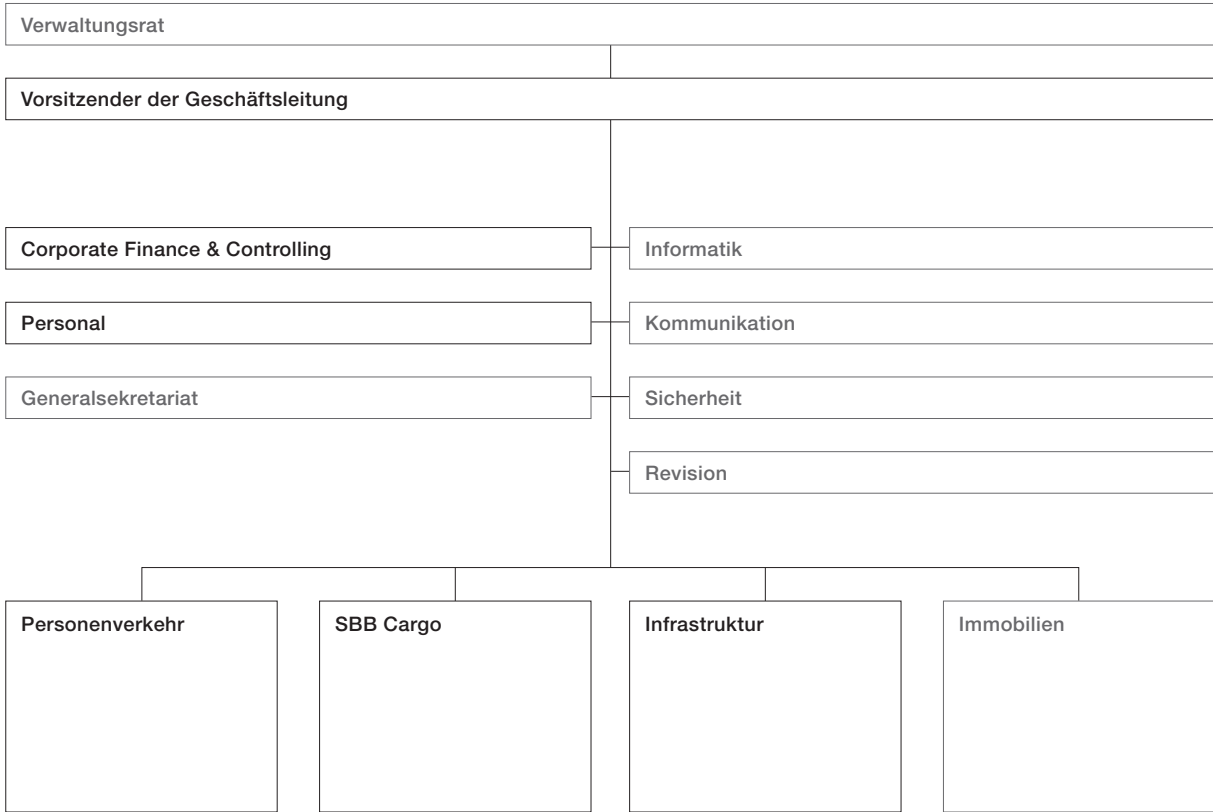 Verwaltungsrat
Vorsitzender der Geschäftsleitung
Corporate Finance & Controlling
Informatik
Personal
Kommunikation
Generalsekretariat
Sicherheit
Revision
Personenverkehr
SBB Cargo
Infrastruktur
Immobilien